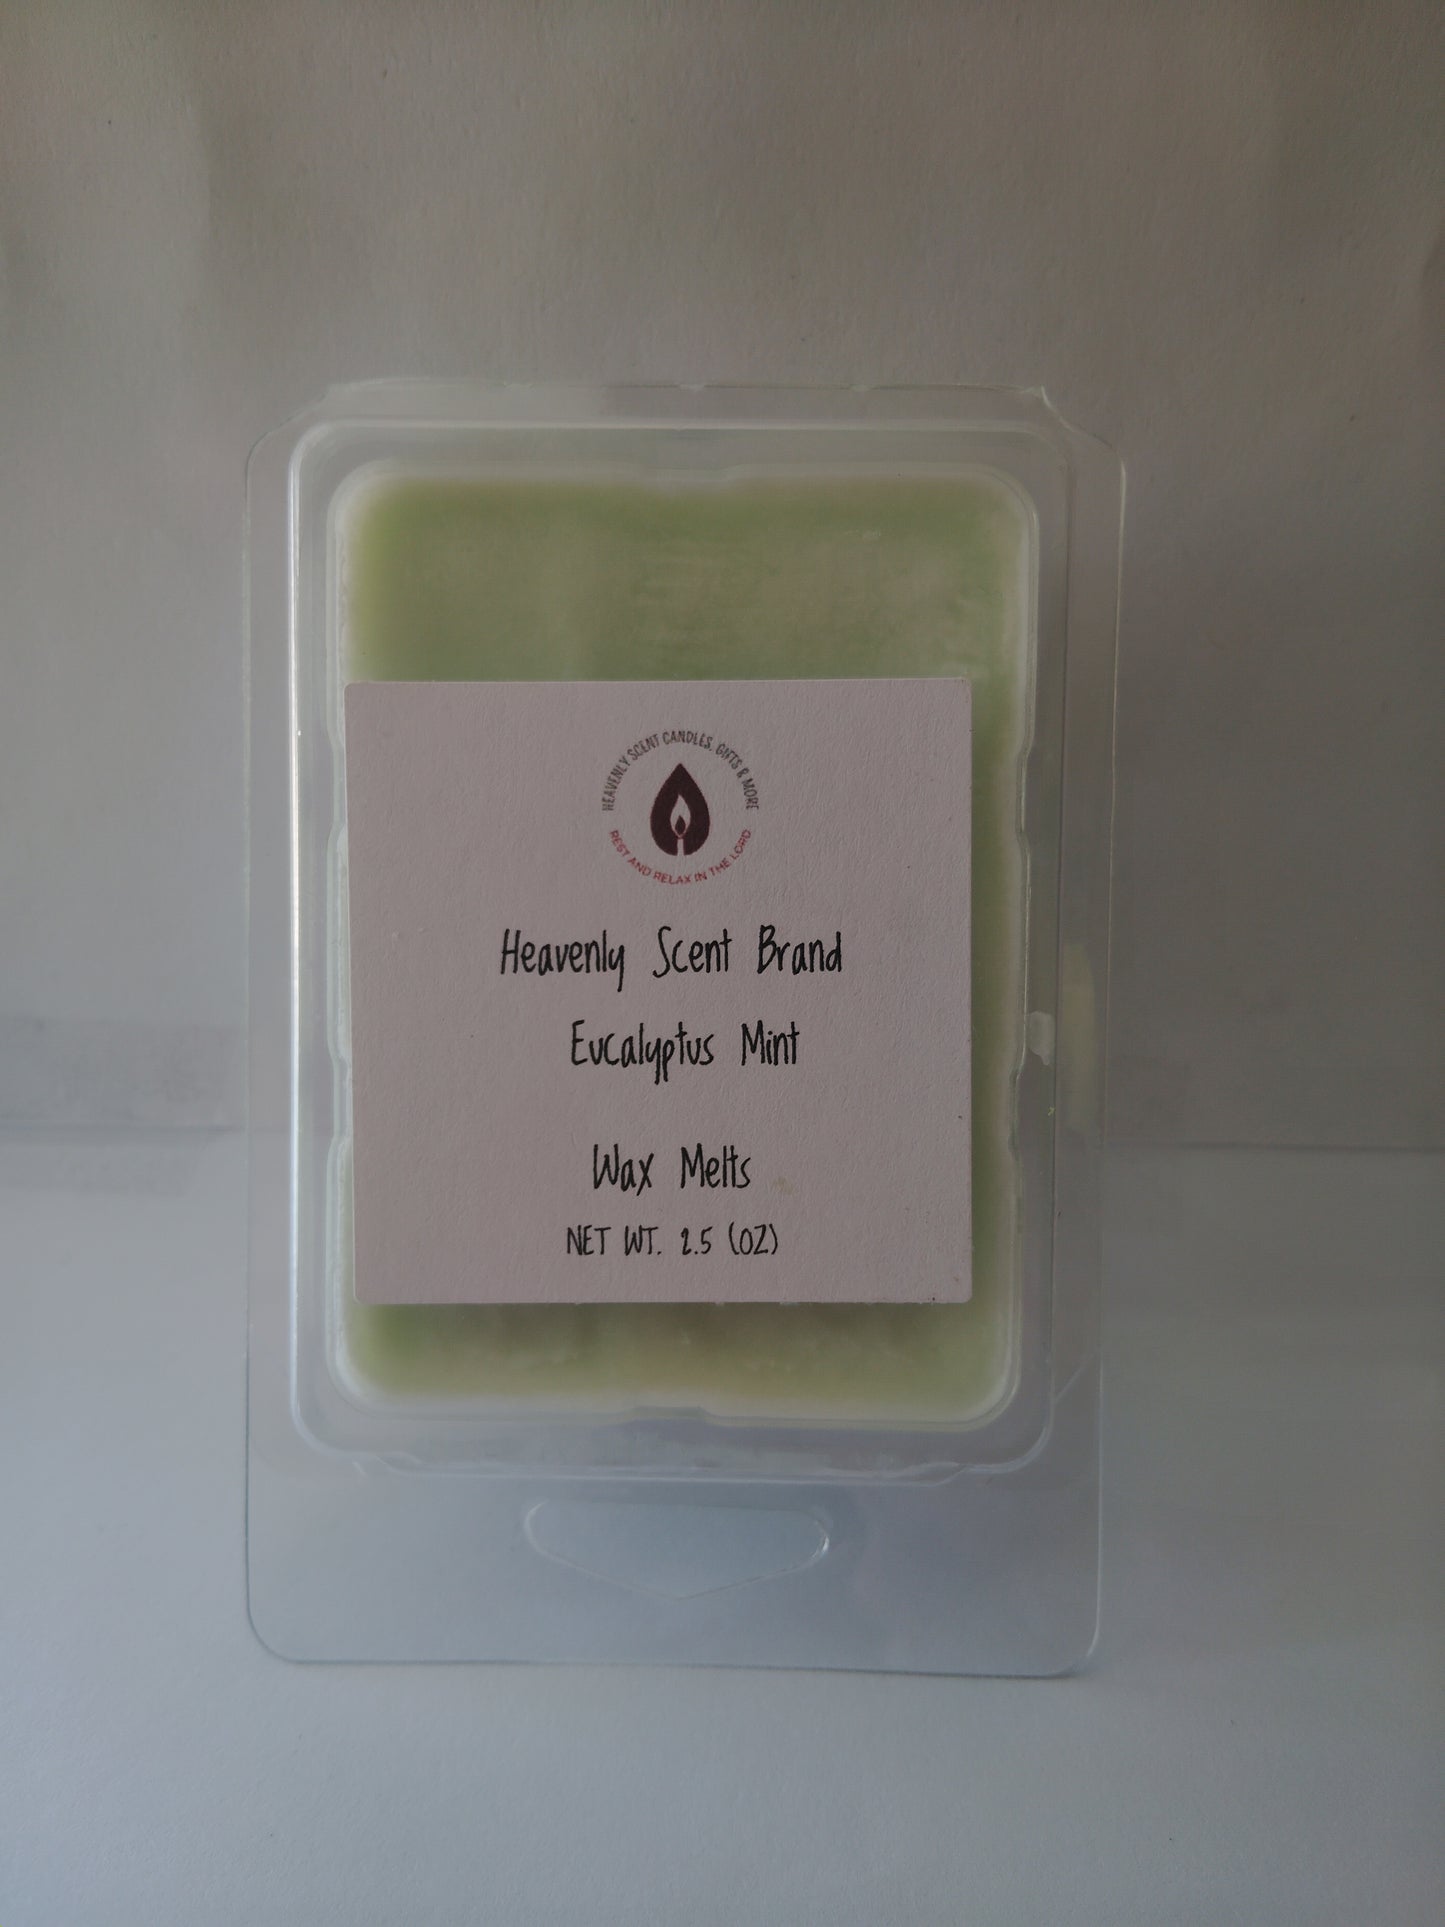 HEAVENLY SCENT CANDLES, GIFTS & MORE
REST AND RELAX IN THE LORD
Heavenly Scent Brand
Eucalyptus Mint
Wax Melts
NET WT. 2.5 (OZ)